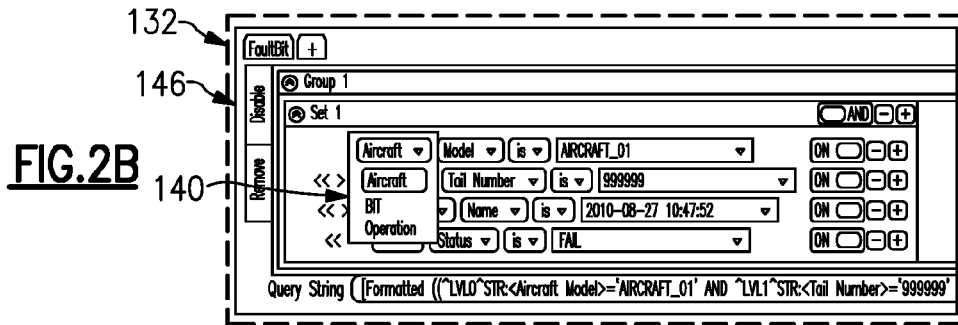 132
FaultBit +
146
Disable
Remove
Group 1
Set 1 AND - +
Aircraft Model is AIRCRAFT_01 ON - +
<< > Aircraft Tail Number is 999999 ON - +
<< BIT Name is 2010-08-27 10:47:52 ON - +
<< Operation Status is FAIL ON - +
140
FIG.2B
Query String ([Formatted ((^LVL0^STR:<Aircraft Model>='AIRCRAFT_01' AND ^LVL1^STR:<Tail Number>='999999'